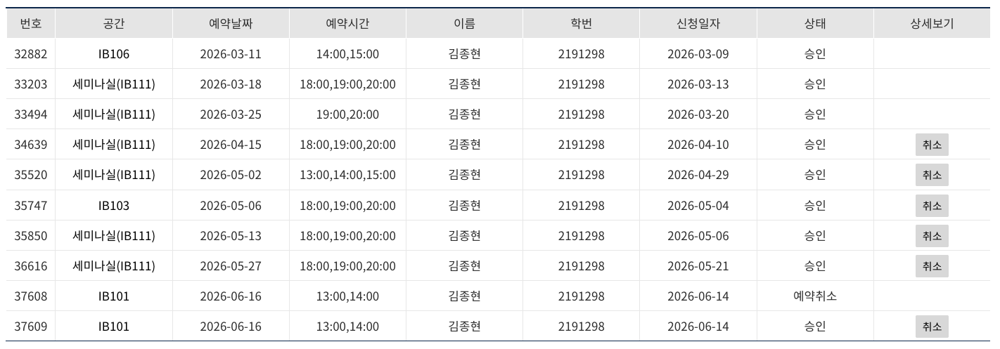 번호 공간 예약날짜 예약시간 이름 학번 신청일자 상태 상세보기
32882 IB106 2026-03-11 14:00,15:00 김종현 2191298 2026-03-09 승인
33203 세미나실(IB111) 2026-03-18 18:00,19:00,20:00 김종현 2191298 2026-03-13 승인
33494 세미나실(IB111) 2026-03-25 19:00,20:00 김종현 2191298 2026-03-20 승인
34639 세미나실(IB111) 2026-04-15 18:00,19:00,20:00 김종현 2191298 2026-04-10 승인 취소
35520 세미나실(IB111) 2026-05-02 13:00,14:00,15:00 김종현 2191298 2026-04-29 승인 취소
35747 IB103 2026-05-06 18:00,19:00,20:00 김종현 2191298 2026-05-04 승인 취소
35850 세미나실(IB111) 2026-05-13 18:00,19:00,20:00 김종현 2191298 2026-05-06 승인 취소
36616 세미나실(IB111) 2026-05-27 18:00,19:00,20:00 김종현 2191298 2026-05-21 승인 취소
37608 IB101 2026-06-16 13:00,14:00 김종현 2191298 2026-06-14 예약취소
37609 IB101 2026-06-16 13:00,14:00 김종현 2191298 2026-06-14 승인 취소